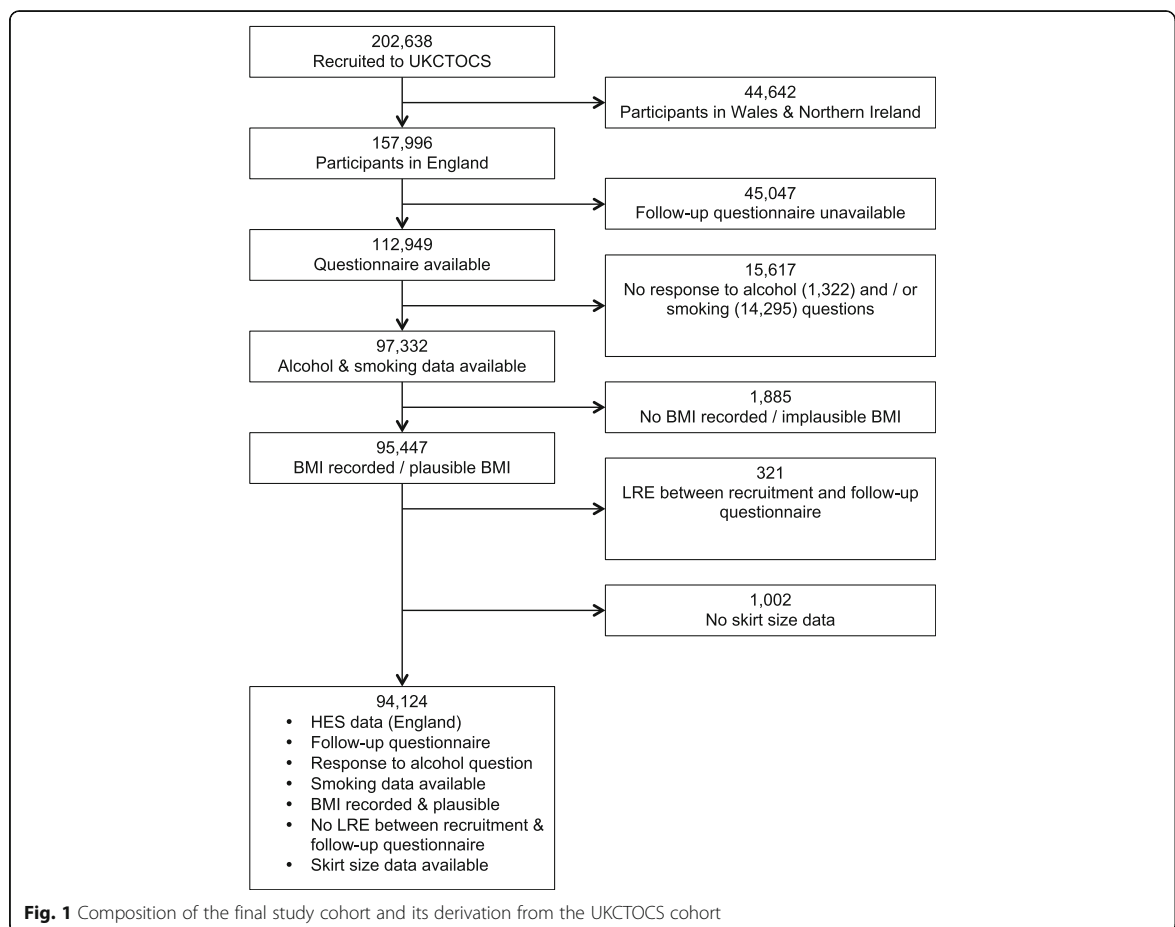 202,638
Recruited to UKCTOCS
44,642
Participants in Wales & Northern Ireland
157,996
Participants in England
45,047
Follow-up questionnaire unavailable
112,949
Questionnaire available
15,617
No response to alcohol (1,322) and / or
smoking (14,295) questions
97,332
Alcohol & smoking data available
1,885
No BMI recorded / implausible BMI
95,447
BMI recorded / plausible BMI
321
LRE between recruitment and follow-up
questionnaire
1,002
No skirt size data
94,124
• HES data (England)
• Follow-up questionnaire
• Response to alcohol question
• Smoking data available
• BMI recorded & plausible
• No LRE between recruitment &
follow-up questionnaire
• Skirt size data available
Fig. 1 Composition of the final study cohort and its derivation from the UKCTOCS cohort